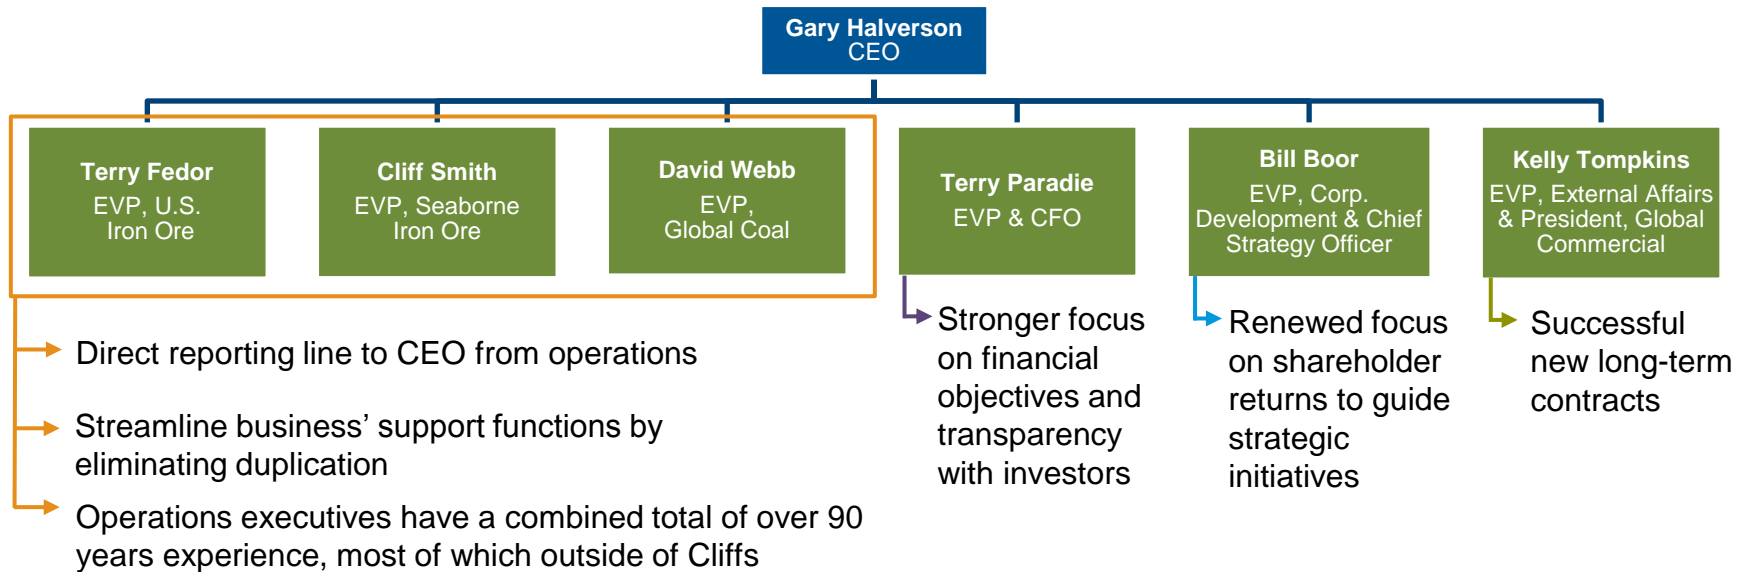 Gary Halverson
CEO
Terry Fedor
EVP, U.S.
Iron Ore
Cliff Smith
EVP, Seaborne
Iron Ore
David Webb
EVP,
Global Coal
Terry Paradie
EVP & CFO
Bill Boor
EVP, Corp.
Development & Chief
Strategy Officer
Kelly Tompkins
EVP, External Affairs
& President, Global
Commercial
Direct reporting line to CEO from operations
Streamline business’ support functions by
eliminating duplication
Operations executives have a combined total of over 90
years experience, most of which outside of Cliffs
Stronger focus
on financial
objectives and
transparency
with investors
Renewed focus
on shareholder
returns to guide
strategic
initiatives
Successful
new long-term
contracts